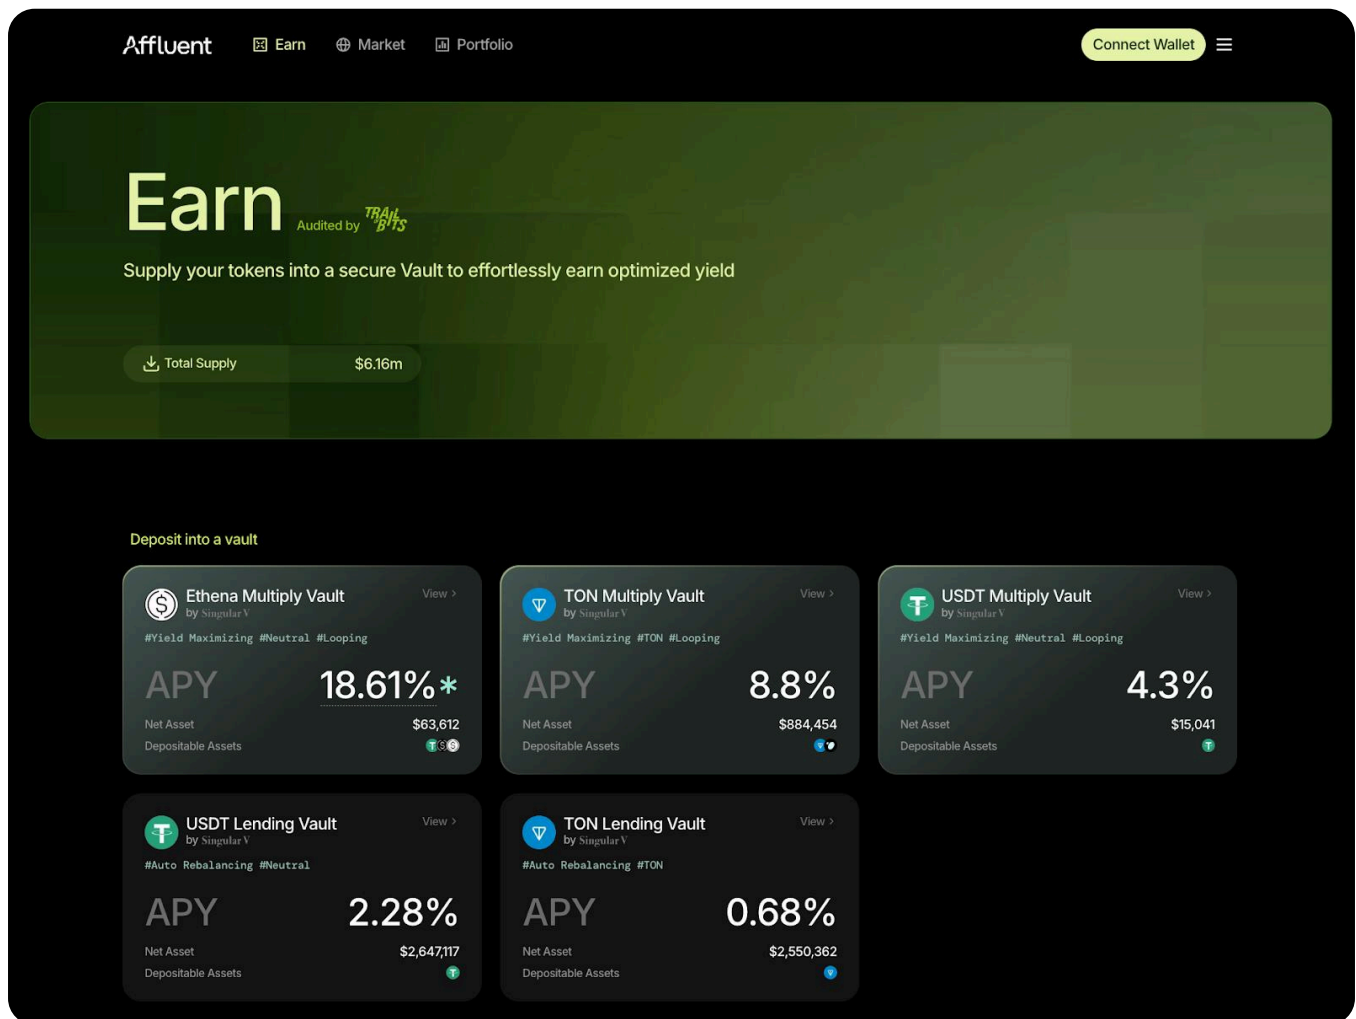 Affluent
Earn
Market
Portfolio
Connect Wallet
Earn
Audited by TRAIL OF BITS
Supply your tokens into a secure Vault to effortlessly earn optimized yield
Total Supply $6.16m
Deposit into a vault
Ethena Multiply Vault View >
by Singular V
#Yield Maximizing #Neutral #Looping
APY 18.61%*
Net Asset $63,612
Depositable Assets
TON Multiply Vault View >
by Singular V
#Yield Maximizing #TON #Looping
APY 8.8%
Net Asset $884,454
Depositable Assets
USDT Multiply Vault View >
by Singular V
#Yield Maximizing #Neutral #Looping
APY 4.3%
Net Asset $15,041
Depositable Assets
USDT Lending Vault View >
by Singular V
#Auto Rebalancing #Neutral
APY 2.28%
Net Asset $2,647,117
Depositable Assets
TON Lending Vault View >
by Singular V
#Auto Rebalancing #TON
APY 0.68%
Net Asset $2,550,362
Depositable Assets